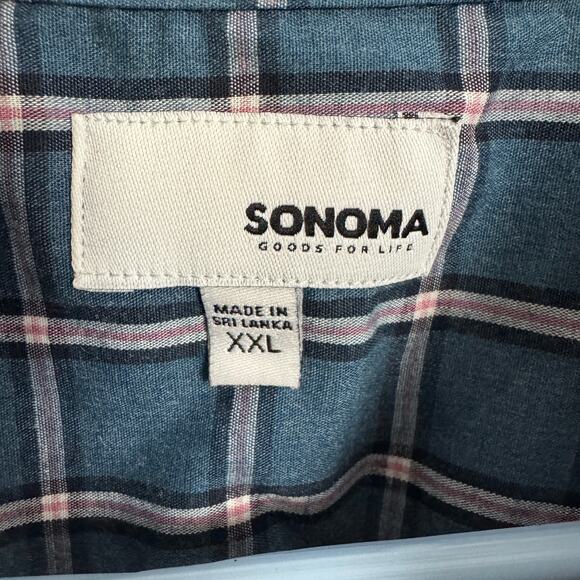 SONOMA
GOODS FOR LIFE
MADE IN
SRI LANKA
XXL